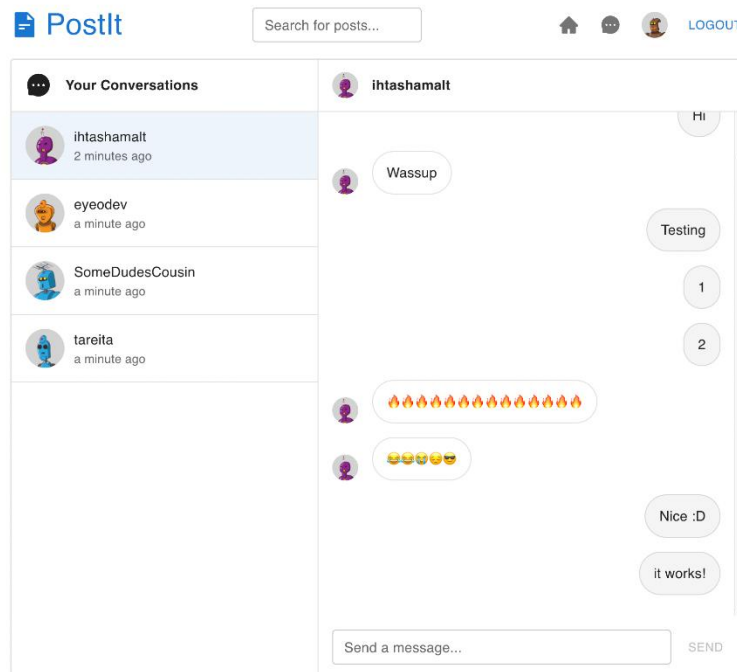 PostIt
Search for posts...
LOGOUT
Your Conversations
ihtashamalt
2 minutes ago
eyeodev
a minute ago
SomeDudesCousin
a minute ago
tareita
a minute ago
ihtashamalt
Hi
Wassup
Testing
1
2
🔥🔥🔥🔥🔥🔥🔥🔥🔥🔥🔥🔥🔥🔥
😂😂😭😏😎
Nice :D
it works!
Send a message...
SEND